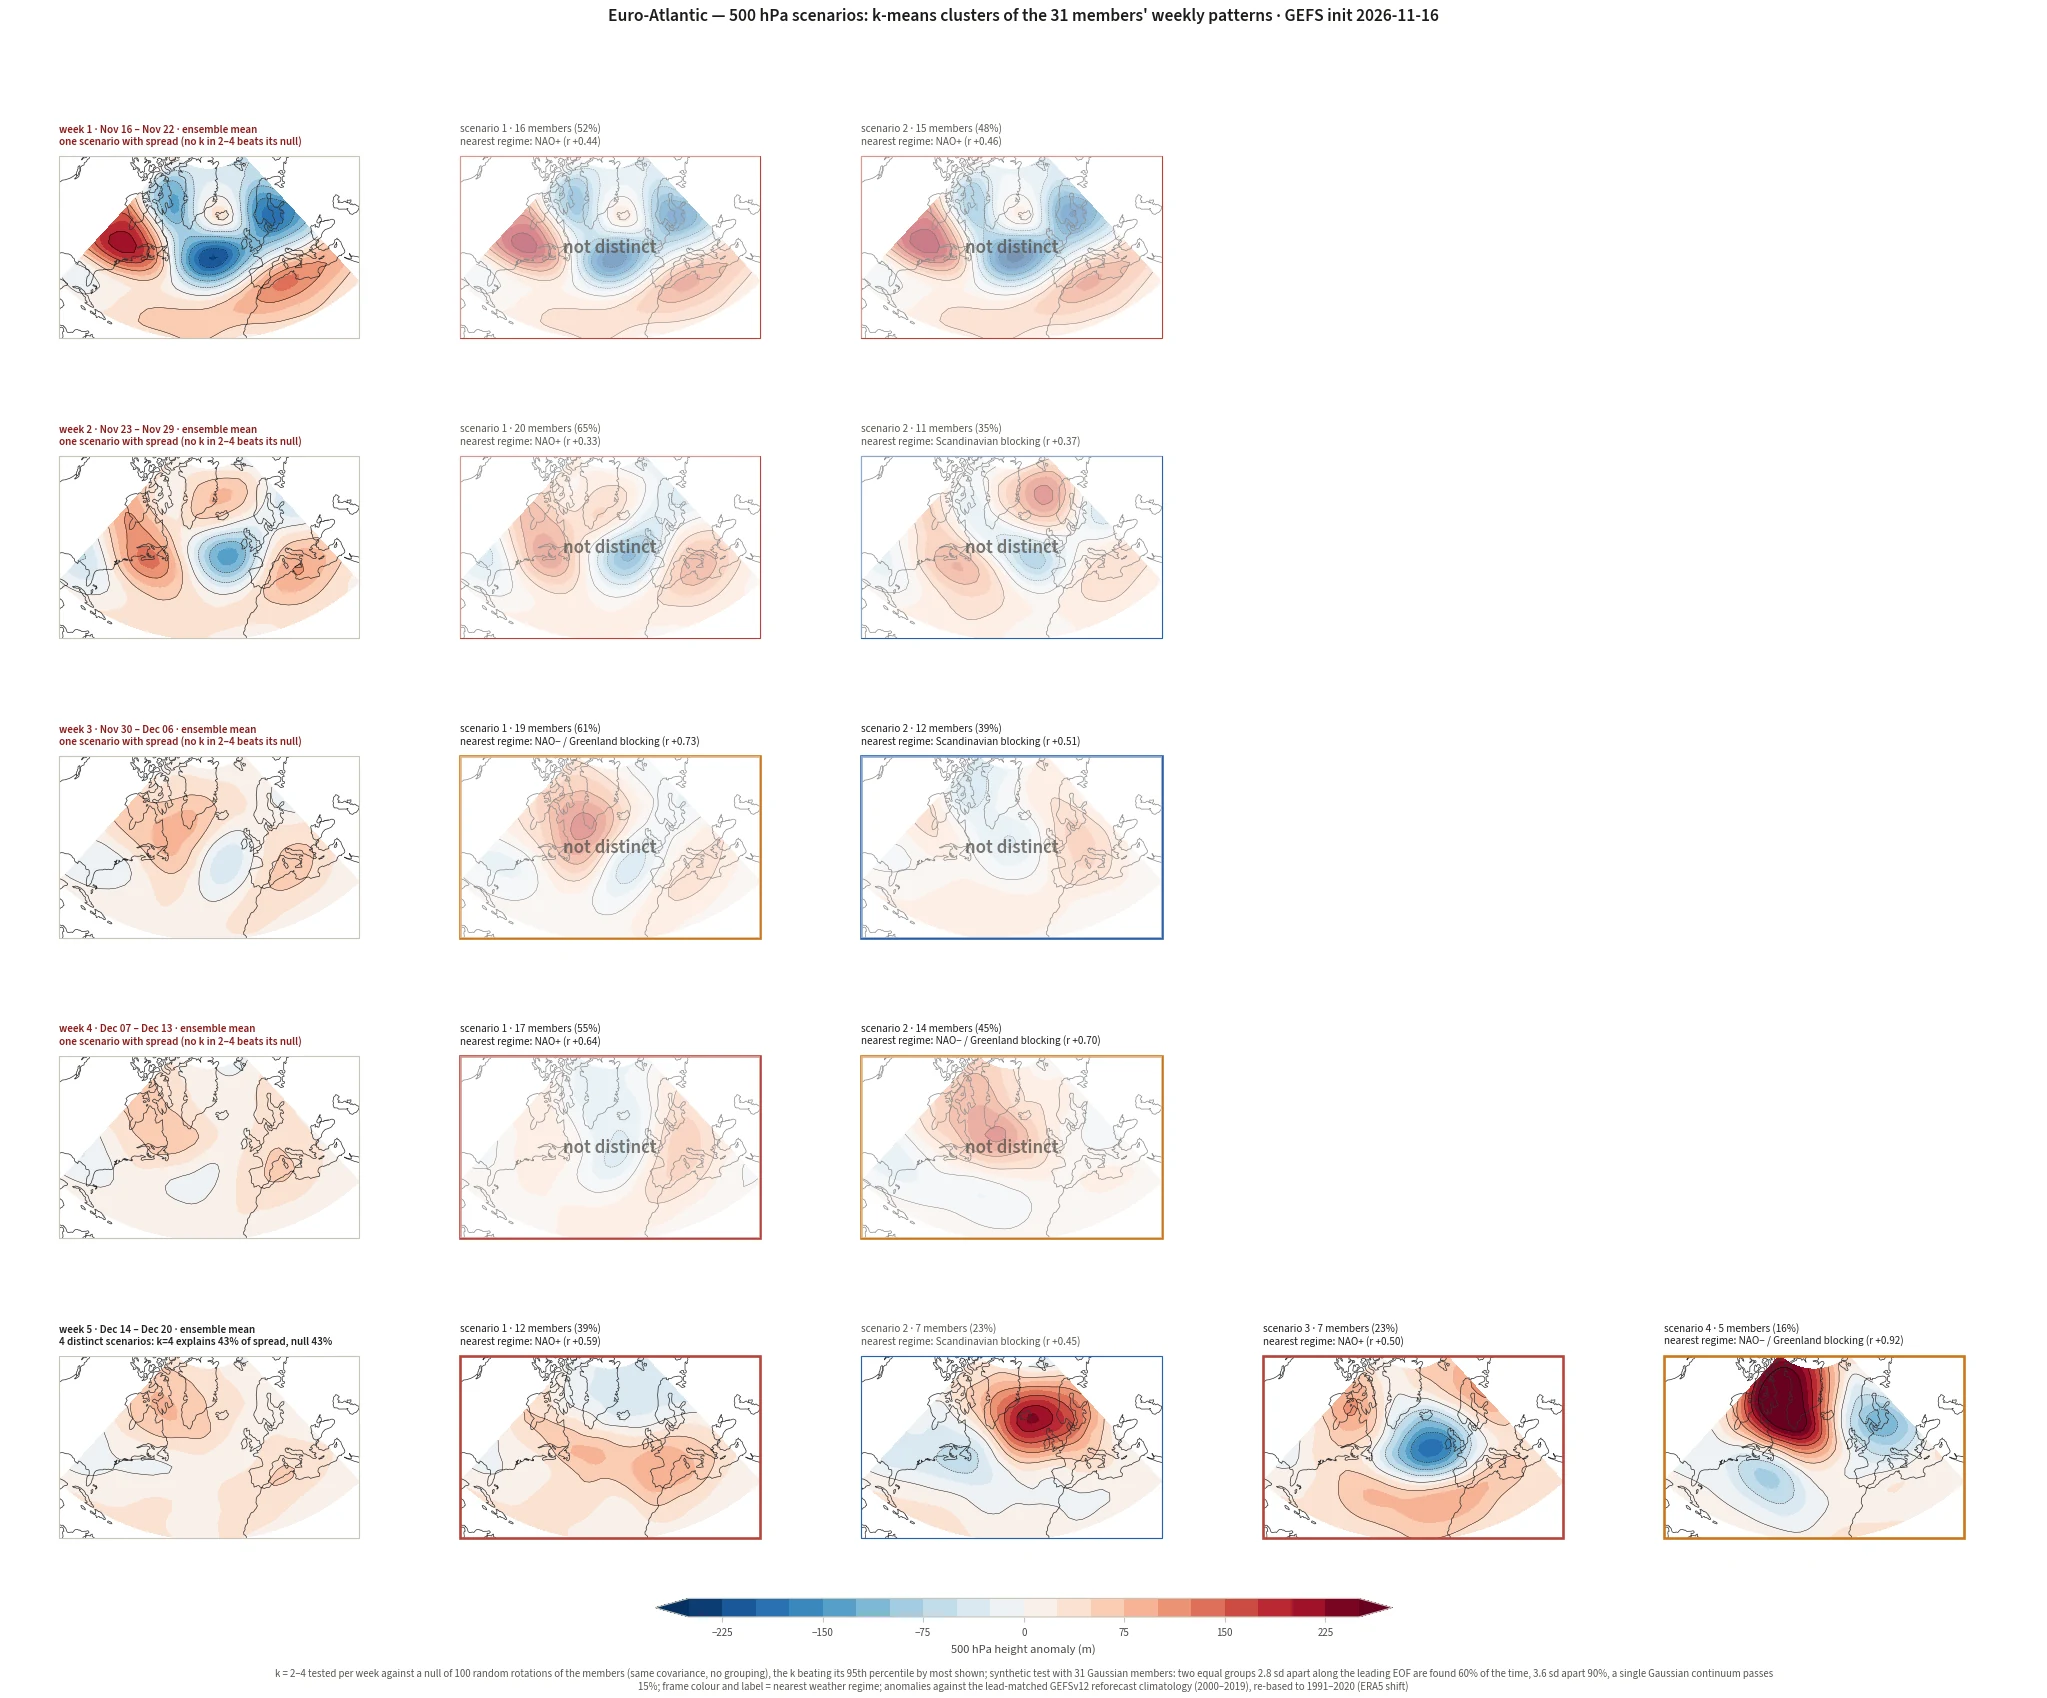 Euro-Atlantic — 500 hPa scenarios: k-means clusters of the 31 members' weekly patterns · GEFS init 2026-11-16
week 1 · Nov 16 – Nov 22 · ensemble mean
one scenario with spread (no k in 2–4 beats its null)
scenario 1 · 16 members (52%)
nearest regime: NAO+ (r +0.44)
not distinct
scenario 2 · 15 members (48%)
nearest regime: NAO+ (r +0.46)
not distinct
week 2 · Nov 23 – Nov 29 · ensemble mean
one scenario with spread (no k in 2–4 beats its null)
scenario 1 · 20 members (65%)
nearest regime: NAO+ (r +0.33)
not distinct
scenario 2 · 11 members (35%)
nearest regime: Scandinavian blocking (r +0.37)
not distinct
week 3 · Nov 30 – Dec 06 · ensemble mean
one scenario with spread (no k in 2–4 beats its null)
scenario 1 · 19 members (61%)
nearest regime: NAO− / Greenland blocking (r +0.73)
not distinct
scenario 2 · 12 members (39%)
nearest regime: Scandinavian blocking (r +0.51)
not distinct
week 4 · Dec 07 – Dec 13 · ensemble mean
one scenario with spread (no k in 2–4 beats its null)
scenario 1 · 17 members (55%)
nearest regime: NAO+ (r +0.64)
not distinct
scenario 2 · 14 members (45%)
nearest regime: NAO− / Greenland blocking (r +0.70)
not distinct
week 5 · Dec 14 – Dec 20 · ensemble mean
4 distinct scenarios: k=4 explains 43% of spread, null 43%
scenario 1 · 12 members (39%)
nearest regime: NAO+ (r +0.59)
scenario 2 · 7 members (23%)
nearest regime: Scandinavian blocking (r +0.45)
scenario 3 · 7 members (23%)
nearest regime: NAO+ (r +0.50)
scenario 4 · 5 members (16%)
nearest regime: NAO− / Greenland blocking (r +0.92)
−225 −150 −75 0 75 150 225
500 hPa height anomaly (m)
k = 2–4 tested per week against a null of 100 random rotations of the members (same covariance, no grouping), the k beating its 95th percentile by most shown; synthetic test with 31 Gaussian members: two equal groups 2.8 sd apart along the leading EOF are found 60% of the time, 3.6 sd apart 90%, a single Gaussian continuum passes
15%; frame colour and label = nearest weather regime; anomalies against the lead-matched GEFSv12 reforecast climatology (2000–2019), re-based to 1991–2020 (ERA5 shift)